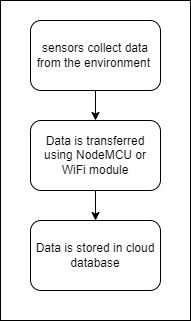 sensors collect data
from the environment
Data is transferred
using NodeMCU or
WiFi module
Data is stored in cloud
database